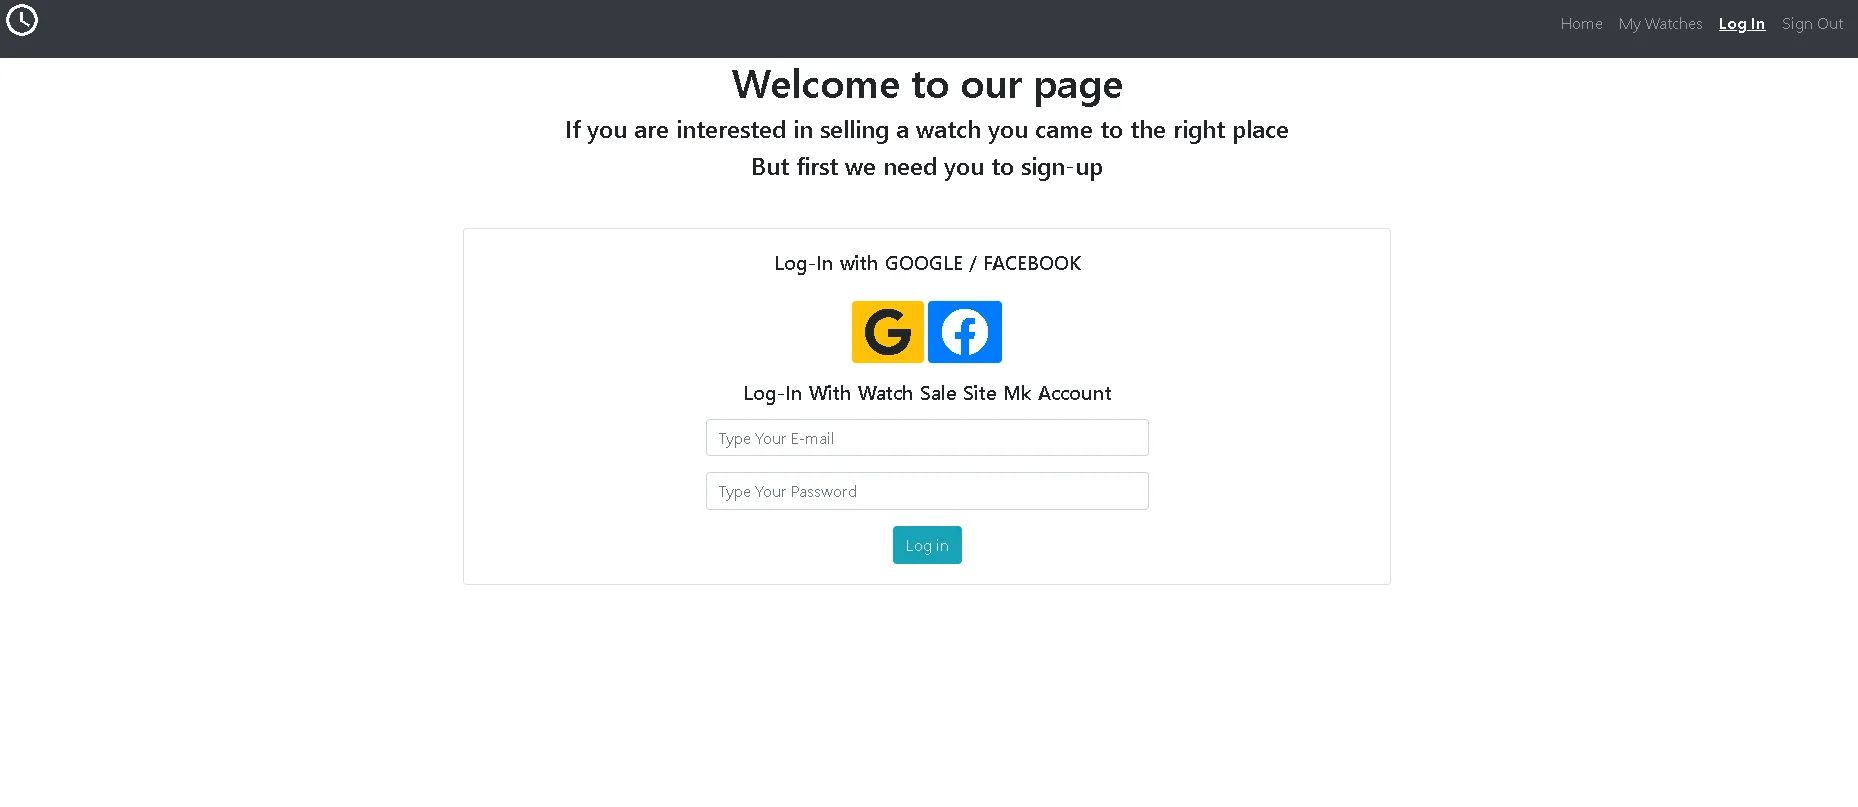 Home My Watches Log In Sign Out
Welcome to our page
If you are interested in selling a watch you came to the right place
But first we need you to sign-up
Log-In with GOOGLE / FACEBOOK
Log-In With Watch Sale Site Mk Account
Type Your E-mail
Type Your Password
Log in